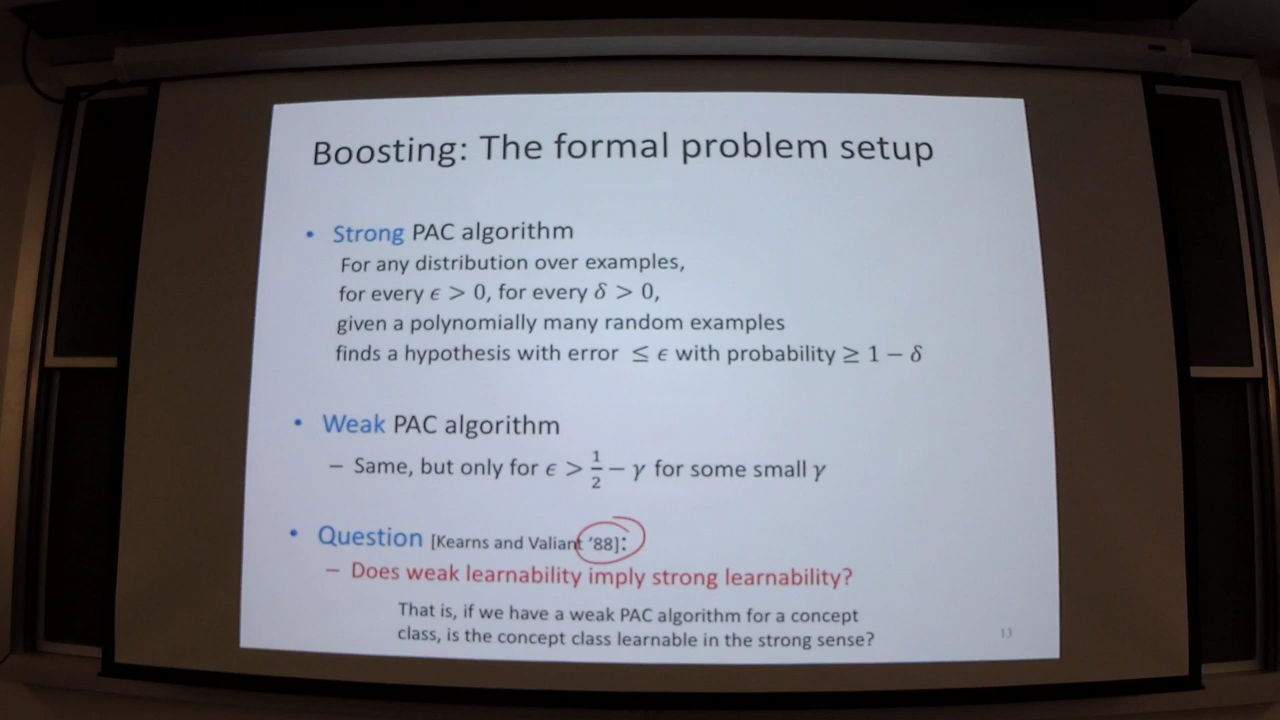 Boosting: The formal problem setup
• Strong PAC algorithm
For any distribution over examples,
for every ϵ > 0, for every δ > 0,
given a polynomially many random examples
finds a hypothesis with error ≤ ϵ with probability ≥ 1 − δ
• Weak PAC algorithm
– Same, but only for ϵ > 1/2 − γ for some small γ
• Question [Kearns and Valiant ’88]:
– Does weak learnability imply strong learnability?
That is, if we have a weak PAC algorithm for a concept
class, is the concept class learnable in the strong sense?
13